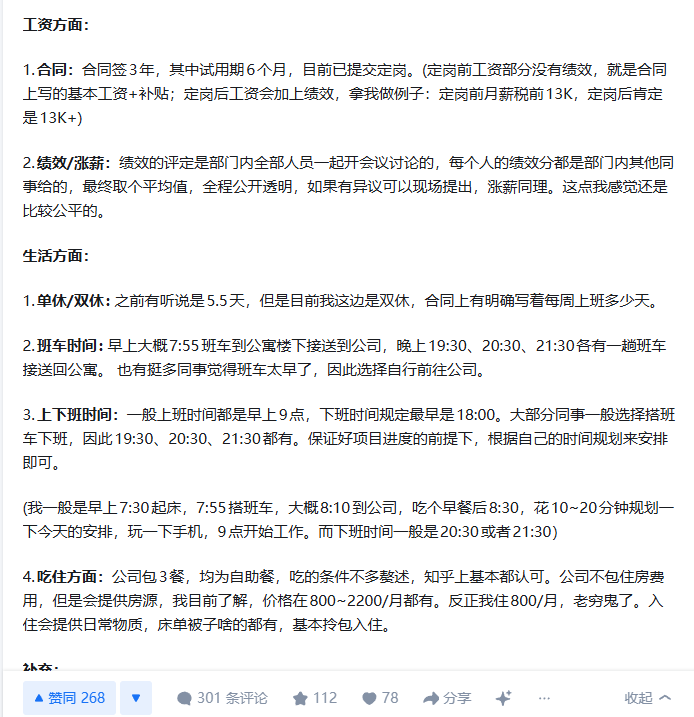 工资方面：
1.合同：合同签3年，其中试用期6个月，目前已提交定岗。(定岗前工资部分没有绩效，就是合同
上写的基本工资+补贴；定岗后工资会加上绩效，拿我做例子：定岗前月薪税前13K，定岗后肯定
是13K+)
2.绩效/涨薪：绩效的评定是部门内全部人员一起开会议讨论的，每个人的绩效分都是部门内其他同
事给的，最终取个平均值，全程公开透明，如果有异议可以现场提出，涨薪同理。这点我感觉还是
比较公平的。
生活方面：
1.单休/双休：之前有听说是5.5天，但是目前我这边是双休，合同上有明确写着每周上班多少天。
2.班车时间：早上大概7:55班车到公寓楼下接送到公司，晚上19:30、20:30、21:30各有一趟班车
接送回公寓。 也有挺多同事觉得班车太早了，因此选择自行前往公司。
3.上下班时间：一般上班时间都是早上9点，下班时间规定最早是18:00。大部分同事一般选择搭班
车下班，因此19:30、20:30、21:30都有。保证好项目进度的前提下，根据自己的时间规划来安排
即可。
(我一般是早上7:30起床，7:55搭班车，大概8:10到公司，吃个早餐后8:30，花10~20分钟规划一
下今天的安排，玩一下手机，9点开始工作。而下班时间一般是20:30或者21:30)
4.吃住方面：公司包3餐，均为自助餐，吃的条件不多赘述，知乎上基本都认可。公司不包住房费
用，但是会提供房源，我目前了解，价格在800~2200/月都有。反正我住800/月，老穷鬼了。入
住会提供日常物质，床单被子啥的都有，基本拎包入住。
补充：
赞同 268 301 条评论 112 78 分享 ··· 收起